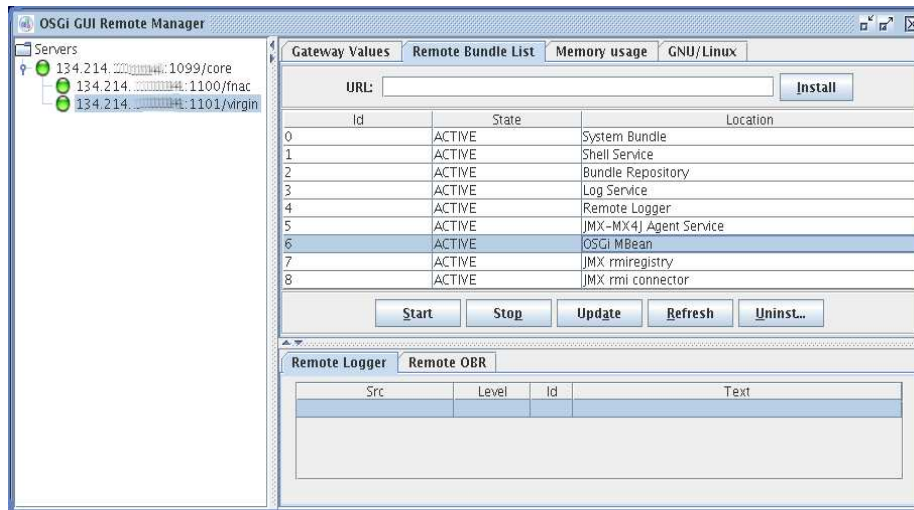 OSGi GUI Remote Manager
Servers
134.214. :1099/core
134.214. :1100/fnac
134.214. :1101/virgin
Gateway Values Remote Bundle List Memory usage GNU/Linux
URL: Install
Id State Location
0 ACTIVE System Bundle
1 ACTIVE Shell Service
2 ACTIVE Bundle Repository
3 ACTIVE Log Service
4 ACTIVE Remote Logger
5 ACTIVE JMX-MX4J Agent Service
6 ACTIVE OSGi MBean
7 ACTIVE JMX rmiregistry
8 ACTIVE JMX rmi connector
Start Stop Update Refresh Uninst...
Remote Logger Remote OBR
Src Level Id Text